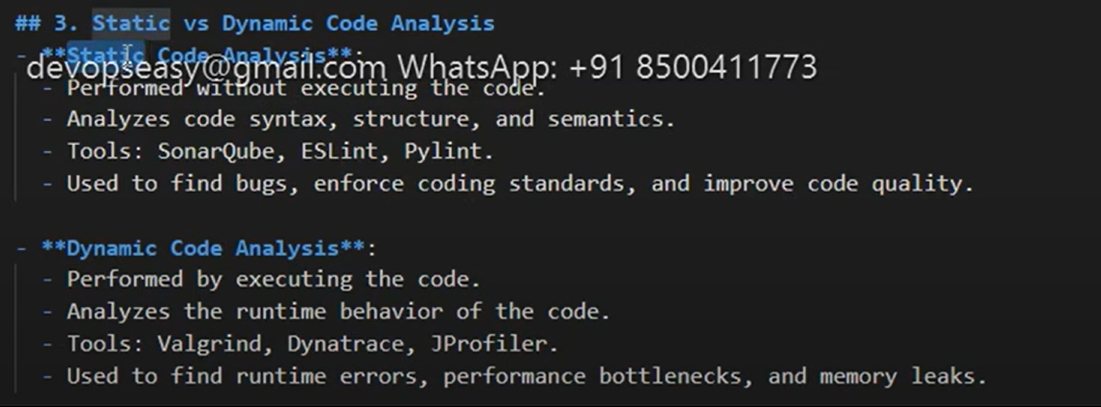 ## 3. Static vs Dynamic Code Analysis
- **Static Code Analysis**:
devopseasy@gmail.com WhatsApp: +91 8500411773
- Performed without executing the code.
- Analyzes code syntax, structure, and semantics.
- Tools: SonarQube, ESLint, Pylint.
- Used to find bugs, enforce coding standards, and improve code quality.
- **Dynamic Code Analysis**:
- Performed by executing the code.
- Analyzes the runtime behavior of the code.
- Tools: Valgrind, Dynatrace, JProfiler.
- Used to find runtime errors, performance bottlenecks, and memory leaks.